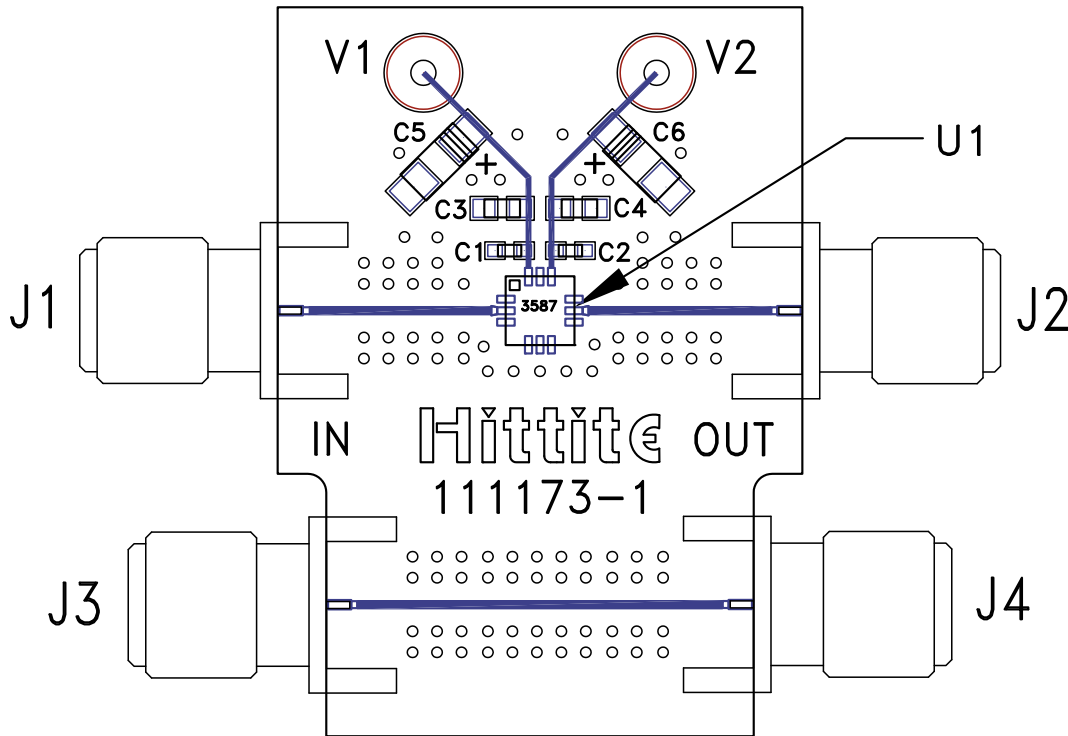 V1
V2
C5
C6
U1
+
+
C3
C4
C1
C2
3587
J1
J2
IN
Hittite
OUT
111173-1
J3
J4